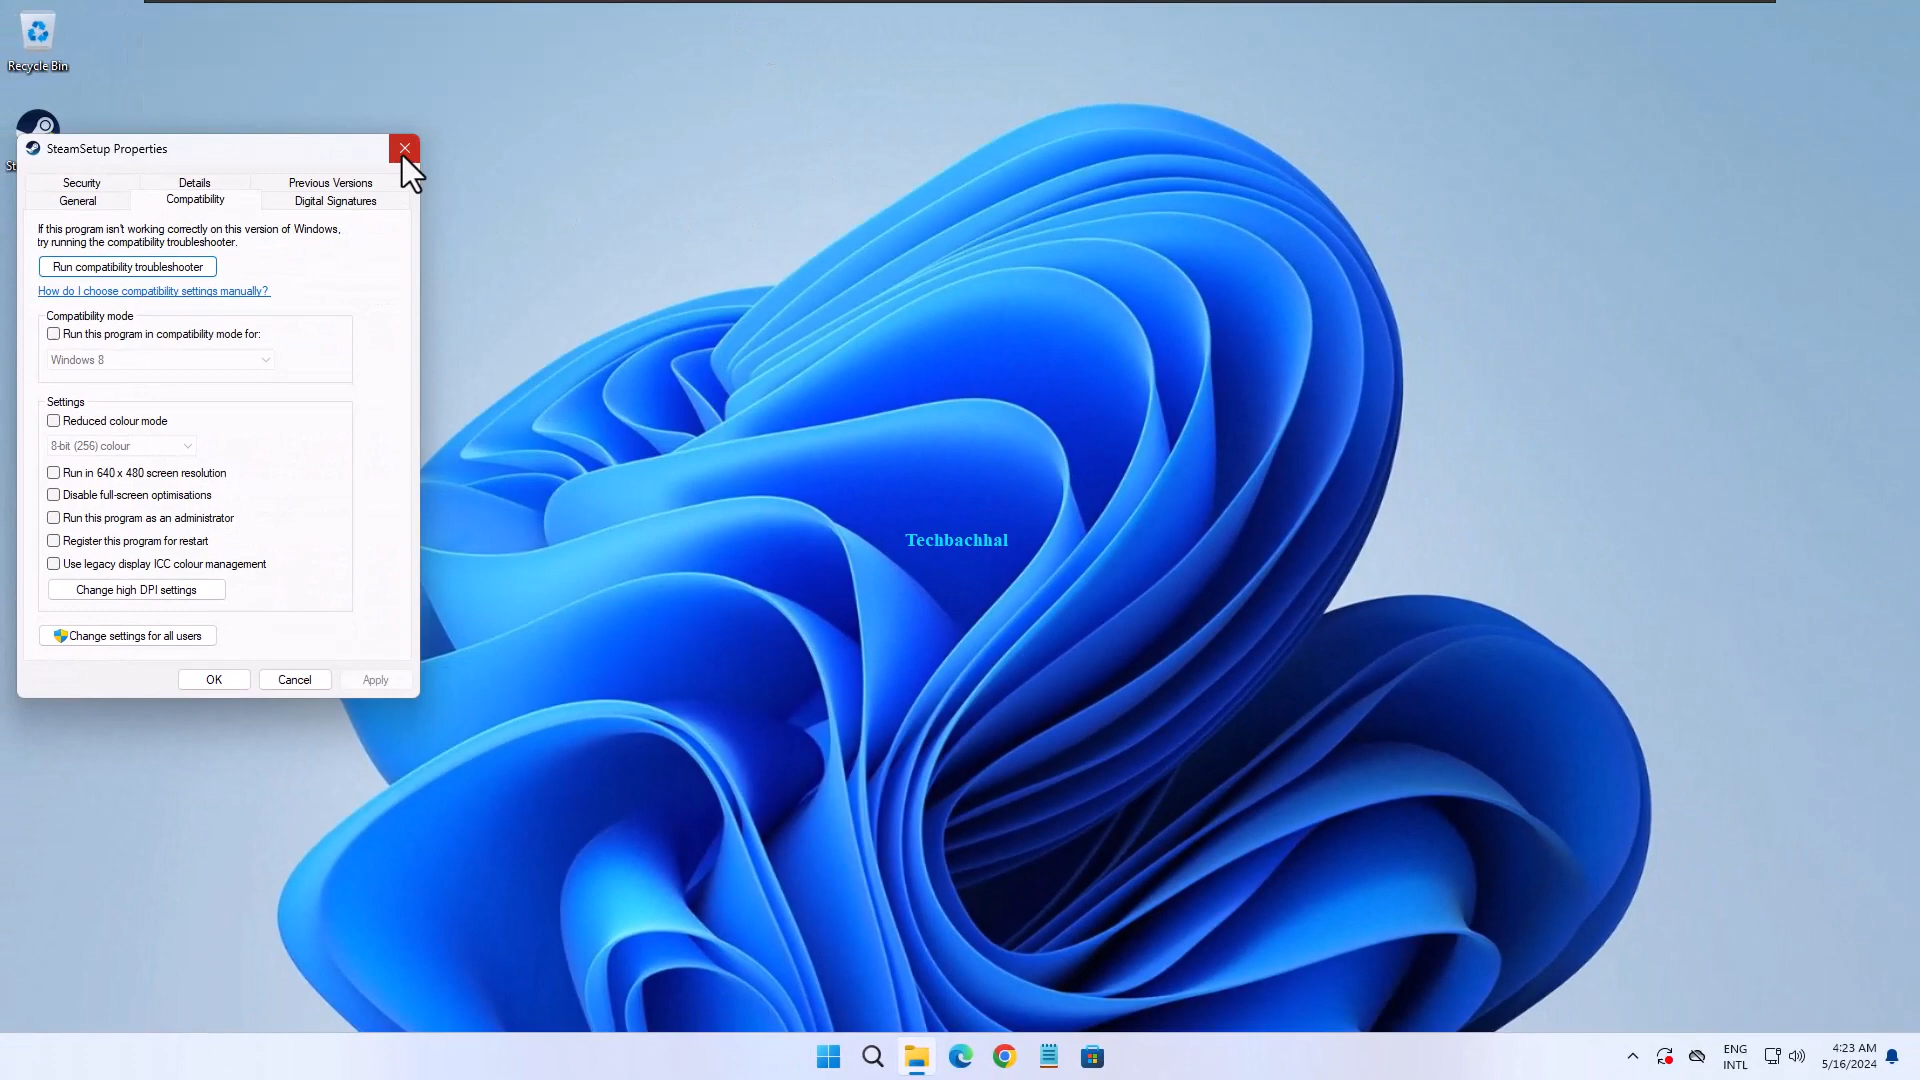 Recycle Bin
St
SteamSetup Properties
Security
Details
Previous Versions
General
Compatibility
Digital Signatures
If this program isn't working correctly on this version of Windows,
try running the compatibility troubleshooter.
Run compatibility troubleshooter
How do I choose compatibility settings manually?
Compatibility mode
Run this program in compatibility mode for:
Windows 8
Settings
Reduced colour mode
8-bit (256) colour
Run in 640 x 480 screen resolution
Disable full-screen optimisations
Run this program as an administrator
Register this program for restart
Use legacy display ICC colour management
Change high DPI settings
Change settings for all users
OK
Cancel
Apply
Techbachhal
ENG
INTL
4:23 AM
5/16/2024